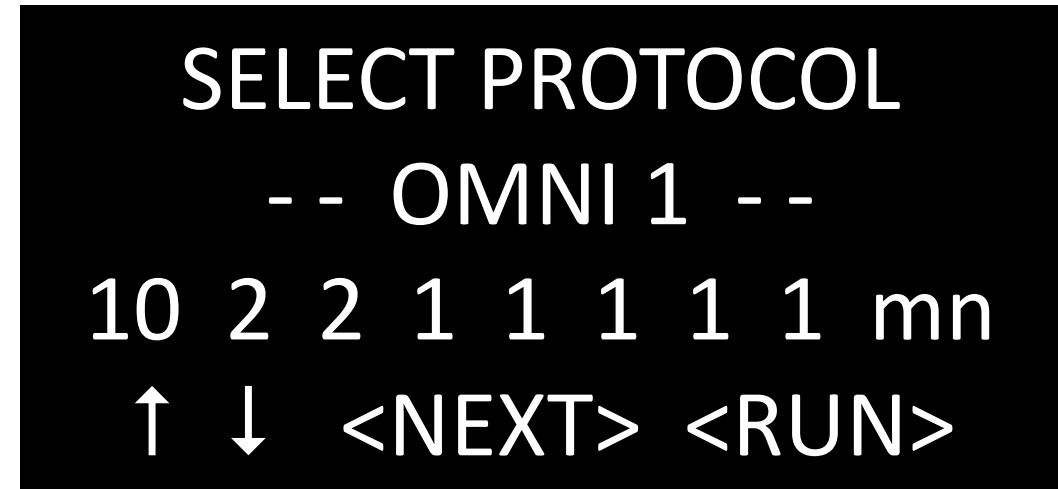 SELECT PROTOCOL
- - OMNI 1 - -
10 2 2 1 1 1 1 1 mn
↑ ↓ <NEXT> <RUN>